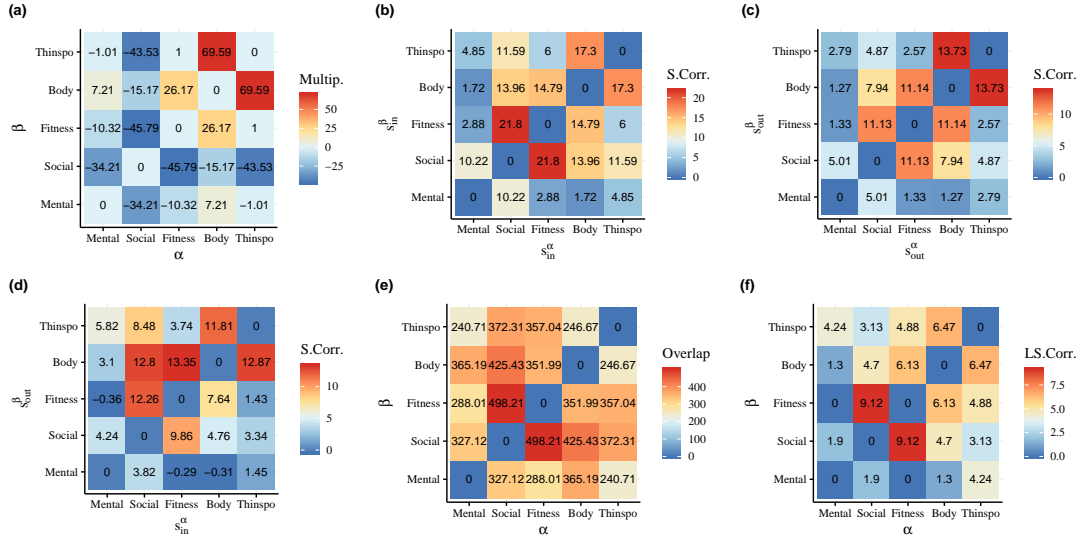 (a)
Thinspo −1.01 −43.53 1 69.59 0
Body 7.21 −15.17 26.17 0 69.59
Fitness −10.32 −45.79 0 26.17 1
Social −34.21 0 −45.79 −15.17 −43.53
Mental 0 −34.21 −10.32 7.21 −1.01
Mental Social Fitness Body Thinspo
α
β
Multip.
50
25
0
−25
(b)
Thinspo 4.85 11.59 6 17.3 0
Body 1.72 13.96 14.79 0 17.3
Fitness 2.88 21.8 0 14.79 6
Social 10.22 0 21.8 13.96 11.59
Mental 0 10.22 2.88 1.72 4.85
Mental Social Fitness Body Thinspo
s_in^α
s_in^β
S.Corr.
20
15
10
5
0
(c)
Thinspo 2.79 4.87 2.57 13.73 0
Body 1.27 7.94 11.14 0 13.73
Fitness 1.33 11.13 0 11.14 2.57
Social 5.01 0 11.13 7.94 4.87
Mental 0 5.01 1.33 1.27 2.79
Mental Social Fitness Body Thinspo
s_out^α
s_out^β
S.Corr.
10
5
0
(d)
Thinspo 5.82 8.48 3.74 11.81 0
Body 3.1 12.8 13.35 0 12.87
Fitness −0.36 12.26 0 7.64 1.43
Social 4.24 0 9.86 4.76 3.34
Mental 0 3.82 −0.29 −0.31 1.45
Mental Social Fitness Body Thinspo
s_in^α
s_out^β
S.Corr.
10
5
0
(e)
Thinspo 240.71 372.31 357.04 246.67 0
Body 365.19 425.43 351.99 0 246.67
Fitness 288.01 498.21 0 351.99 357.04
Social 327.12 0 498.21 425.43 372.31
Mental 0 327.12 288.01 365.19 240.71
Mental Social Fitness Body Thinspo
α
β
Overlap
400
300
200
100
0
(f)
Thinspo 4.24 3.13 4.88 6.47 0
Body 1.3 4.7 6.13 0 6.47
Fitness 0 9.12 0 6.13 4.88
Social 1.9 0 9.12 4.7 3.13
Mental 0 1.9 0 1.3 4.24
Mental Social Fitness Body Thinspo
α
β
LS.Corr.
7.5
5.0
2.5
0.0